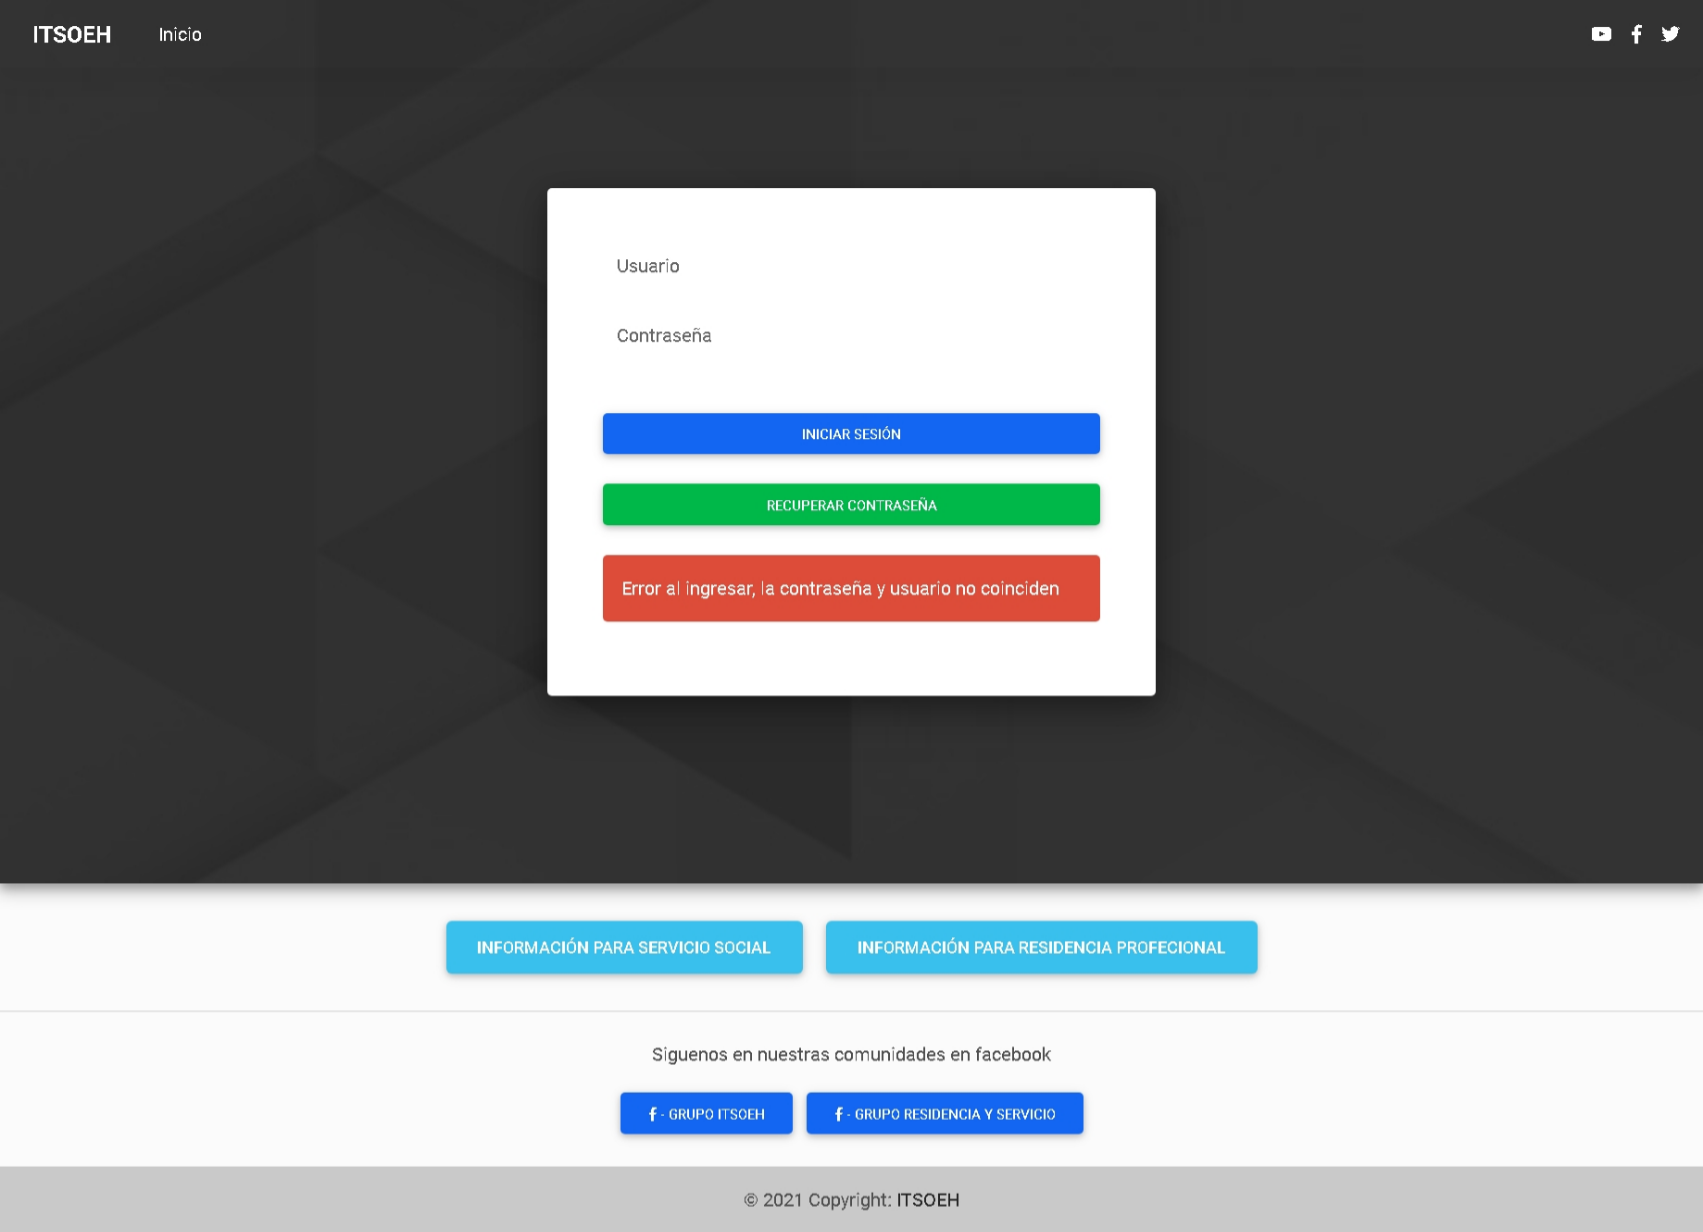 ITSOEH Inicio
Usuario
Contraseña
INICIAR SESIÓN
RECUPERAR CONTRASEÑA
Error al ingresar, la contraseña y usuario no coinciden
INFORMACIÓN PARA SERVICIO SOCIAL INFORMACIÓN PARA RESIDENCIA PROFECIONAL
Siguenos en nuestras comunidades en facebook
- GRUPO ITSOEH - GRUPO RESIDENCIA Y SERVICIO
© 2021 Copyright: ITSOEH